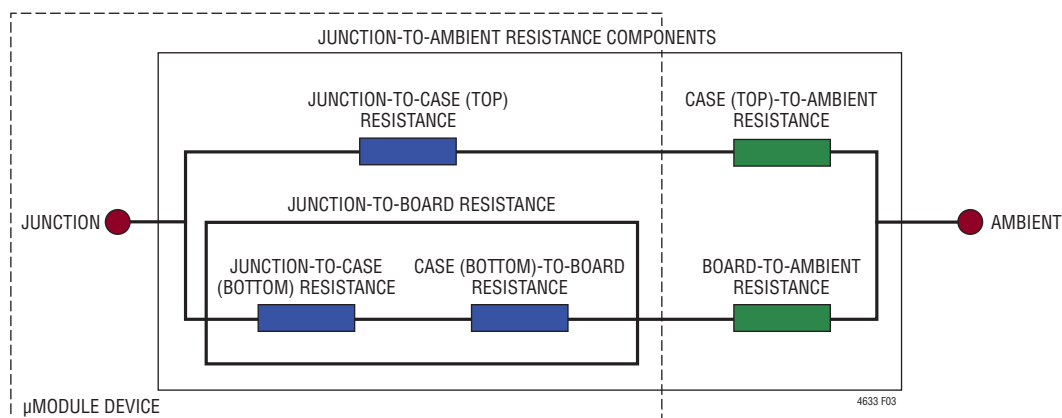 JUNCTION-TO-AMBIENT RESISTANCE COMPONENTS
JUNCTION-TO-CASE (TOP)
RESISTANCE
CASE (TOP)-TO-AMBIENT
RESISTANCE
JUNCTION
JUNCTION-TO-BOARD RESISTANCE
AMBIENT
JUNCTION-TO-CASE
(BOTTOM) RESISTANCE
CASE (BOTTOM)-TO-BOARD
RESISTANCE
BOARD-TO-AMBIENT
RESISTANCE
4633 F03
µMODULE DEVICE